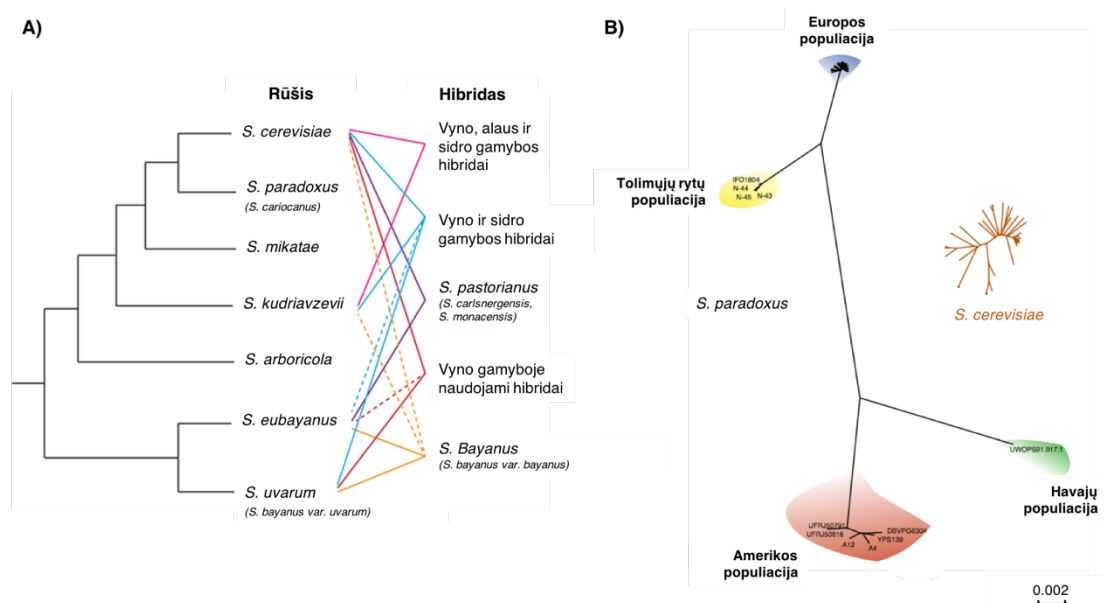 A)
Rūšis
Hibridas
S. cerevisiae
S. paradoxus
(S. cariocanus)
S. mikatae
S. kudriavzevii
S. arboricola
S. eubayanus
S. uvarum
(S. bayanus var. uvarum)
Vyno, alaus ir
sidro gamybos
hibridai
Vyno ir sidro
gamybos hibridai
S. pastorianus
(S. carlsnergensis,
S. monacensis)
Vyno gamyboje
naudojami hibridai
S. Bayanus
(S. bayanus var. bayanus)
B)
Europos
populiacija
Tolimųjų rytų
populiacija
IFO1804
N-44
N-45
N-43
S. paradoxus
S. cerevisiae
UWOPS91.917.1
Havajų
populiacija
Amerikos
populiacija
UFRJ50791
UFRJ50816
A12
A4
YPS138
DBVPG6304
0.002